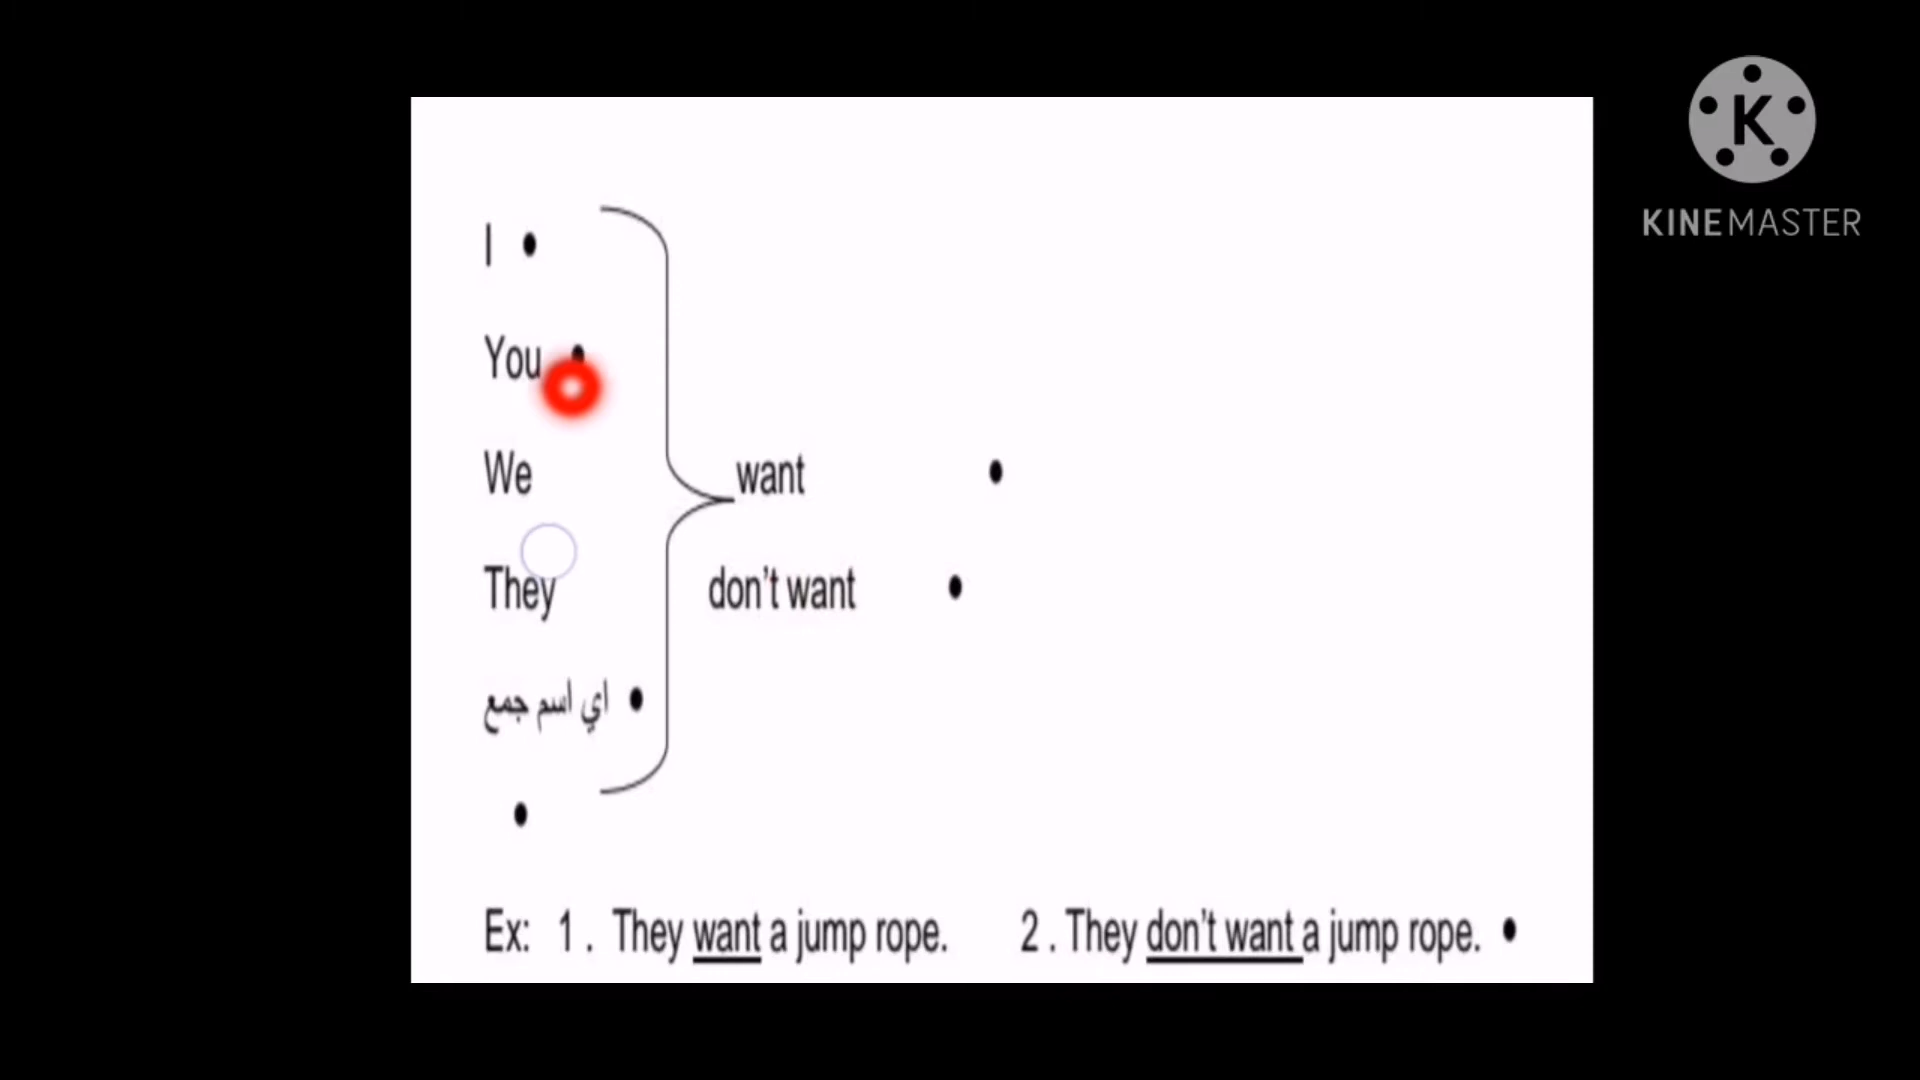 I •
You •
We
want •
They
don't want •
اي اسم جمع •
•
Ex: 1 . They want a jump rope. 2 . They don't want a jump rope. •
K
KINEMASTER